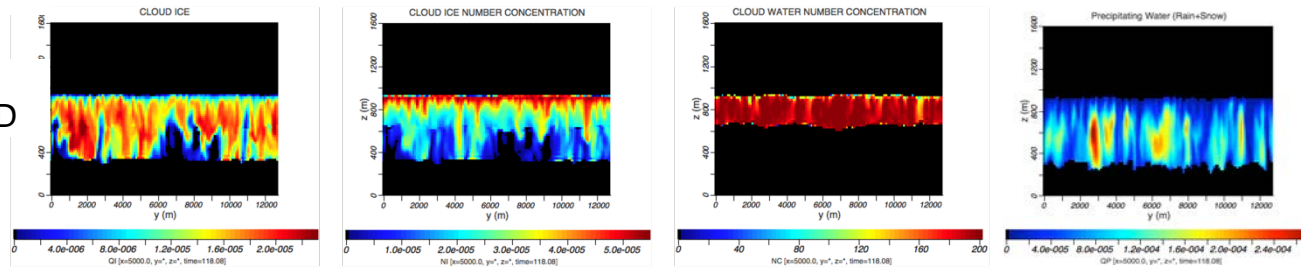 D
CLOUD ICE
1600
0
800
400
0
0 2000 4000 6000 8000 10000 12000
y (m)
0 4.0e-006 8.0e-006 1.2e-005 1.6e-005 2.0e-005
QI [x=5000.0, y=*, z=*, time=118.08]
CLOUD ICE NUMBER CONCENTRATION
1600
1200
z (m)
800
400
0
0 2000 4000 6000 8000 10000 12000
y (m)
0 1.0e-005 2.0e-005 3.0e-005 4.0e-005 5.0e-005
NI [x=5000.0, y=*, z=*, time=118.08]
CLOUD WATER NUMBER CONCENTRATION
1600
1200
z (m)
800
400
0
0 2000 4000 6000 8000 10000 12000
y (m)
0 40 80 120 160 200
NC [x=5000.0, y=*, z=*, time=118.08]
Precipitating Water (Rain+Snow)
1600
1200
z (m)
800
400
0
0 2000 4000 6000 8000 10000 12000
y (m)
0 4.0e-005 8.0e-005 1.2e-004 1.6e-004 2.0e-004 2.4e-004
QP [x=5000.0, y=*, z=*, time=118.08]